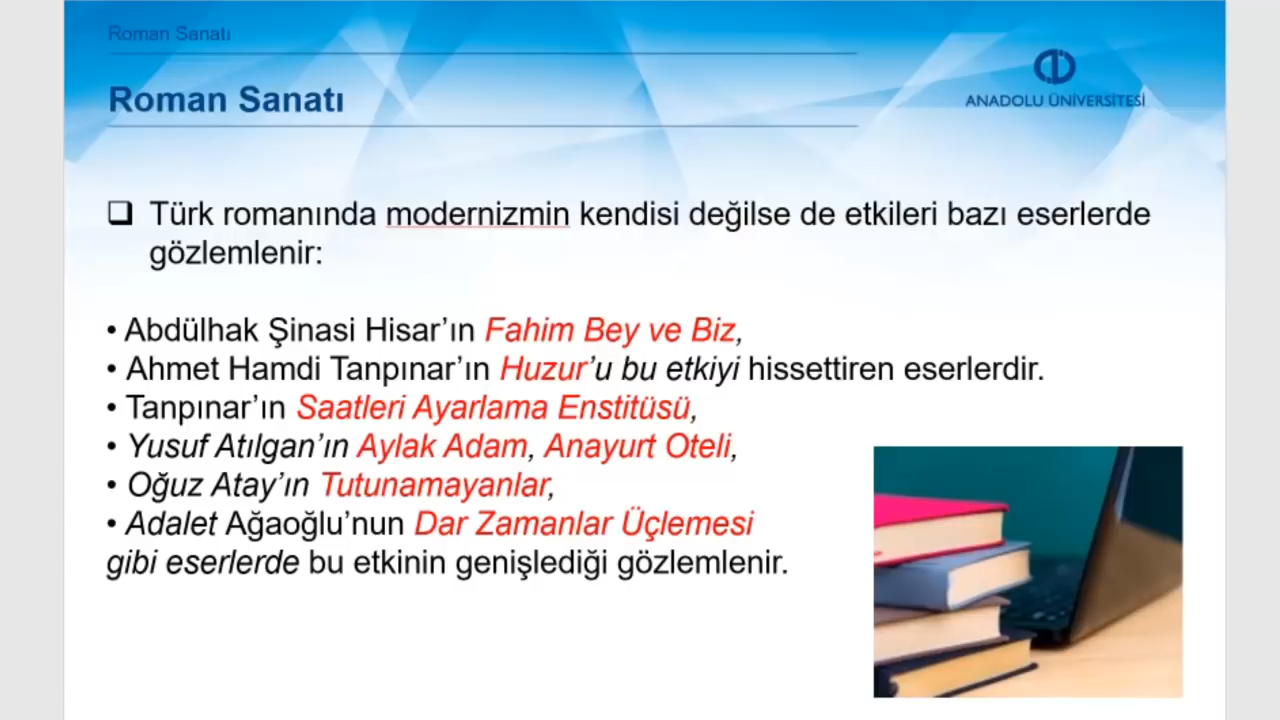 Roman Sanatı
Roman Sanatı
ANADOLU ÜNİVERSİTESİ
❑ Türk romanında modernizmin kendisi değilse de etkileri bazı eserlerde
gözlemlenir:
• Abdülhak Şinasi Hisar’ın Fahim Bey ve Biz,
• Ahmet Hamdi Tanpınar’ın Huzur’u bu etkiyi hissettiren eserlerdir.
• Tanpınar’ın Saatleri Ayarlama Enstitüsü,
• Yusuf Atılgan’ın Aylak Adam, Anayurt Oteli,
• Oğuz Atay’ın Tutunamayanlar,
• Adalet Ağaoğlu’nun Dar Zamanlar Üçlemesi
gibi eserlerde bu etkinin genişlediği gözlemlenir.